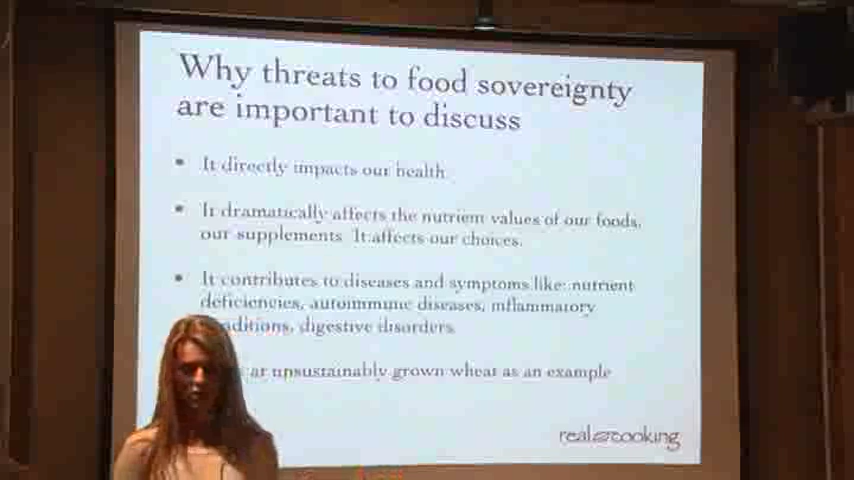 Why threats to food sovereignty
are important to discuss
• It directly impacts our health
• It dramatically affects the nutrient values of our foods,
our supplements. It affects our choices.
• It contributes to diseases and symptoms like: nutrient
deficiencies, autoimmune diseases, inflammatory
digestive disorders.
unsustainably grown wheat as an example
real cooking